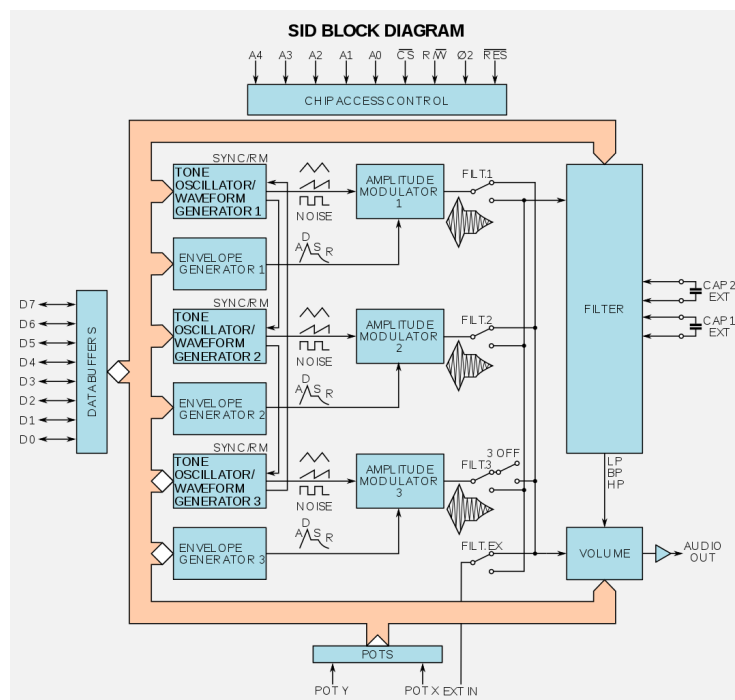 SID BLOCK DIAGRAM
A4 A3 A2 A1 A0 CS R/W Ø2 RES
CHIP ACCESS CONTROL
SYNC/RM
TONE
OSCILLATOR/
WAVEFORM
GENERATOR 1
NOISE
AMPLITUDE
MODULATOR
1
FILT.1
ENVELOPE
GENERATOR 1
A D S R
SYNC/RM
TONE
OSCILLATOR/
WAVEFORM
GENERATOR 2
NOISE
AMPLITUDE
MODULATOR
2
FILT.2
ENVELOPE
GENERATOR 2
A D S R
SYNC/RM
TONE
OSCILLATOR/
WAVEFORM
GENERATOR 3
NOISE
AMPLITUDE
MODULATOR
3
FILT.3
3 OFF
ENVELOPE
GENERATOR 3
A D S R
FILT.EX
D7
D6
D5
D4
D3
D2
D1
D0
DATA BUFFERS
FILTER
CAP 2
EXT
CAP 1
EXT
LP
BP
HP
VOLUME
AUDIO
OUT
POTS
POT Y
POT X
EXT IN